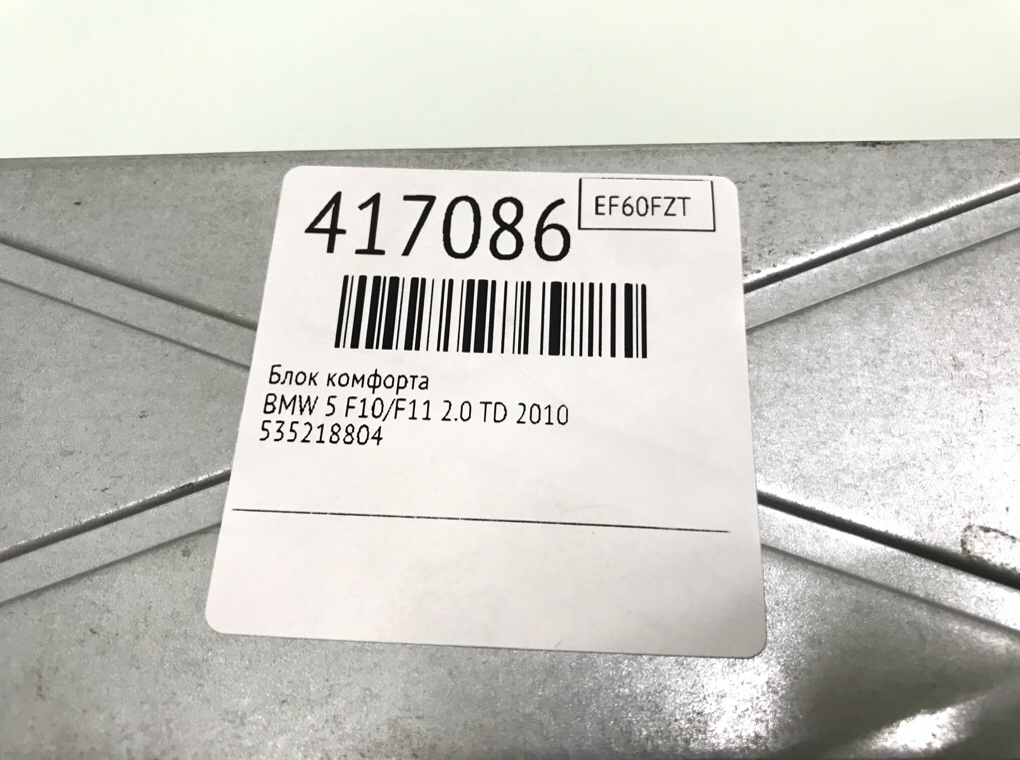 417086
EF60FZT
Блок комфорта
BMW 5 F10/F11 2.0 TD 2010
535218804